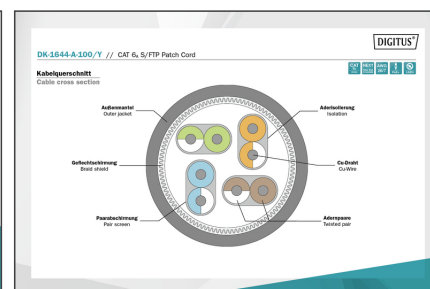 DIGITUS®
DK-1644-A-100/Y // CAT 6A S/FTP Patch Cord
Kabelquerschnitt
Cable cross section
Außenmantel
Outer jacket
Aderisolierung
Isolation
Geflechtschirmung
Braid shield
Cu-Draht
Cu-Wire
Paarabschirmung
Pair screen
Adernpaare
Twisted pair